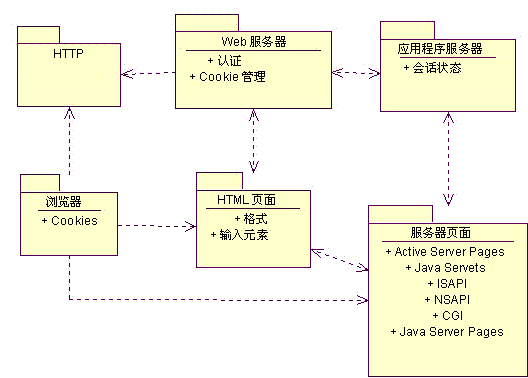 HTTP
Web 服务器
+ 认证
+ Cookie 管理
应用程序服务器
+ 会话状态
浏览器
+ Cookies
HTML 页面
+ 格式
+ 输入元素
服务器页面
+ Active Server Pages
+ Java Servets
+ ISAPI
+ NSAPI
+ CGI
+ Java Server Pages